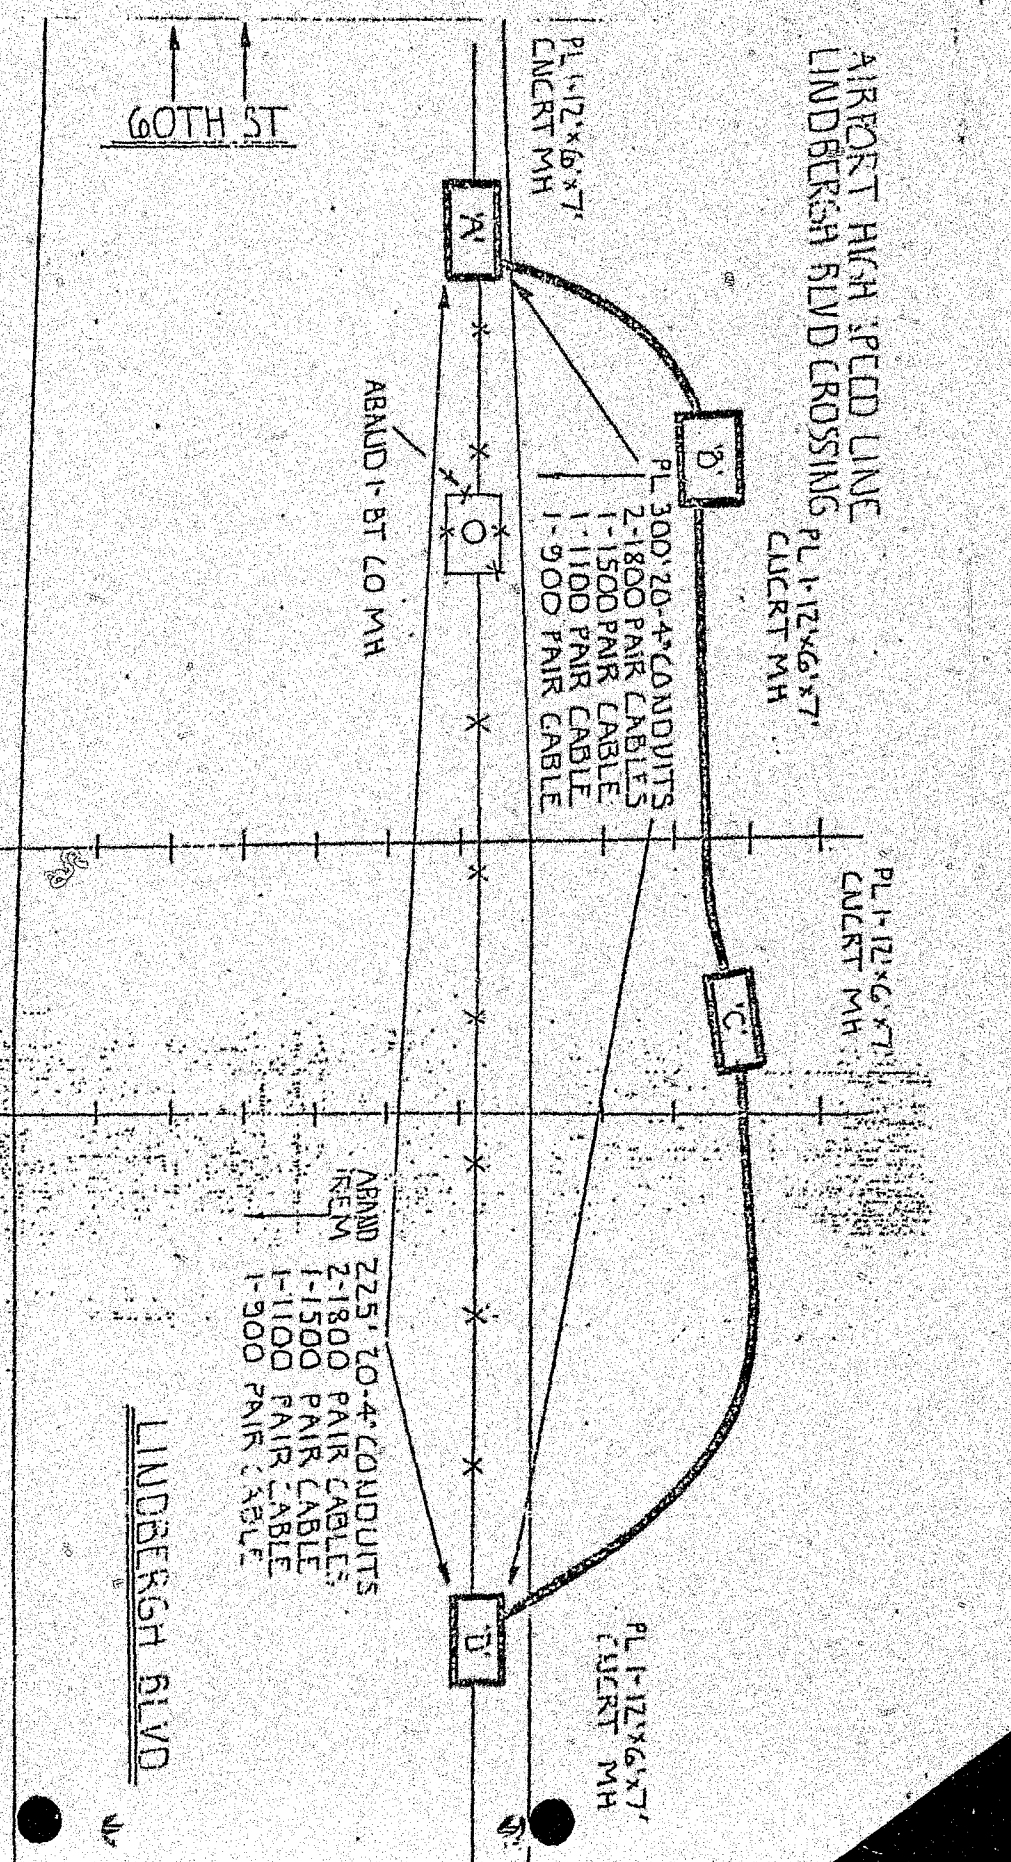 AIRPORT HIGH SPEED LINE
LINDBERGH BLVD CROSSING
PL 1-12'x6'x7'
CNCRT MH
PL 1-12'x6'x7'
CNCRT MH
PL 1-12'x6'x7'
CNCRT MH
PL 1-12'x6'x7'
CNCRT MH
'A'
'B'
'C'
'D'
PL 300' 20-4" CONDUITS
2-1800 PAIR CABLES
1-1500 PAIR CABLE
1-1100 PAIR CABLE
1-900 PAIR CABLE
ABAND 1-BT CO MH
ABAND 225' 20-4" CONDUITS
REM 2-1800 PAIR CABLES
1-1500 PAIR CABLE
1-1100 PAIR CABLE
1-900 PAIR CABLE
60TH ST
LINDBERGH BLVD